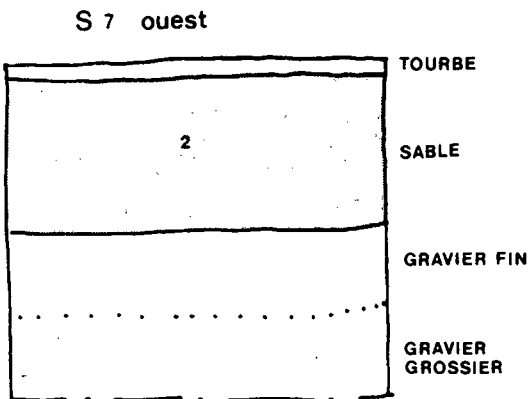 S 7 ouest
TOURBE
2
SABLE
GRAVIER FIN
GRAVIER
GROSSIER